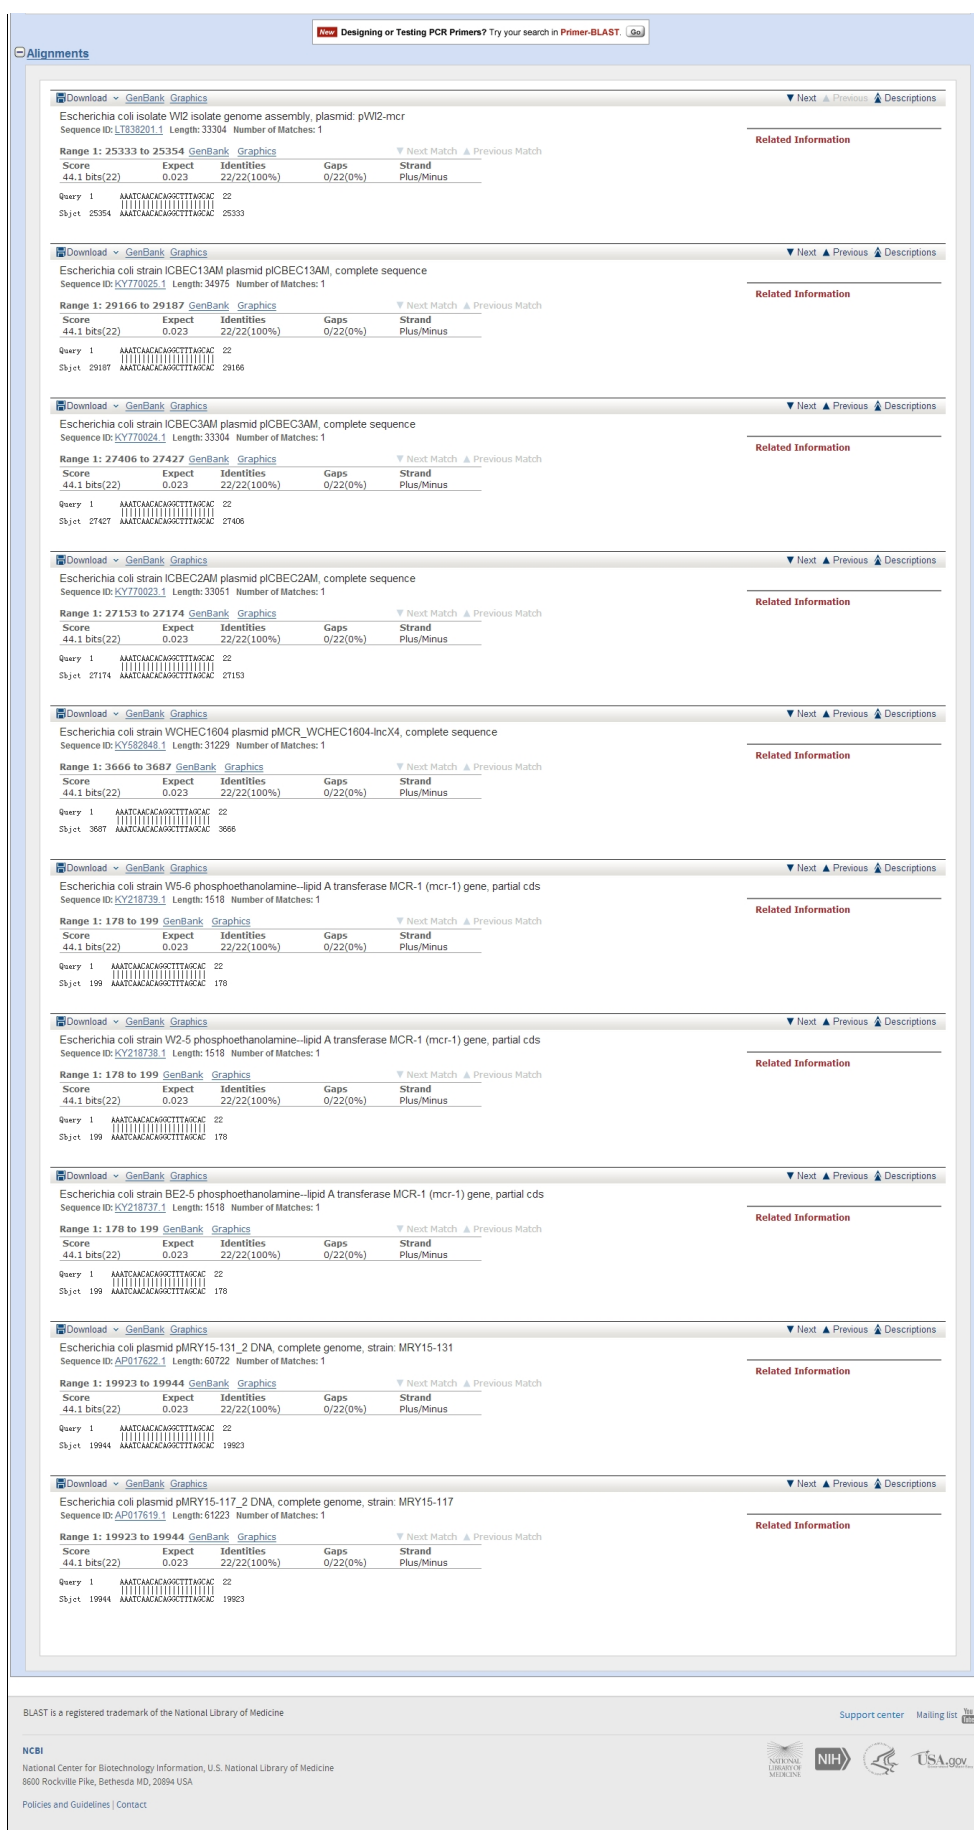 New Designing or Testing PCR Primers? Try your search in Primer-BLAST. Go
Alignments
Download GenBank Graphics Next Previous Descriptions
Escherichia coli isolate WI2 isolate genome assembly, plasmid: pWI2-mcr
Sequence ID: LT838201.1 Length: 33304 Number of Matches: 1
Related Information
Range 1: 25333 to 25354 GenBank Graphics Next Match Previous Match
Score Expect Identities Gaps Strand
44.1 bits(22) 0.023 22/22(100%) 0/22(0%) Plus/Minus
Query 1 AAATCAACACAGGCTTTAGCAC 22
Sbjct 25354 AAATCAACACAGGCTTTAGCAC 25333
Download GenBank Graphics Next Previous Descriptions
Escherichia coli strain ICBEC13AM plasmid pICBEC13AM, complete sequence
Sequence ID: KY770025.1 Length: 34975 Number of Matches: 1
Related Information
Range 1: 29166 to 29187 GenBank Graphics Next Match Previous Match
Score Expect Identities Gaps Strand
44.1 bits(22) 0.023 22/22(100%) 0/22(0%) Plus/Minus
Query 1 AAATCAACACAGGCTTTAGCAC 22
Sbjct 29187 AAATCAACACAGGCTTTAGCAC 29166
Download GenBank Graphics Next Previous Descriptions
Escherichia coli strain ICBEC3AM plasmid pICBEC3AM, complete sequence
Sequence ID: KY770024.1 Length: 33304 Number of Matches: 1
Related Information
Range 1: 27406 to 27427 GenBank Graphics Next Match Previous Match
Score Expect Identities Gaps Strand
44.1 bits(22) 0.023 22/22(100%) 0/22(0%) Plus/Minus
Query 1 AAATCAACACAGGCTTTAGCAC 22
Sbjct 27427 AAATCAACACAGGCTTTAGCAC 27406
Download GenBank Graphics Next Previous Descriptions
Escherichia coli strain ICBEC2AM plasmid pICBEC2AM, complete sequence
Sequence ID: KY770023.1 Length: 33051 Number of Matches: 1
Related Information
Range 1: 27153 to 27174 GenBank Graphics Next Match Previous Match
Score Expect Identities Gaps Strand
44.1 bits(22) 0.023 22/22(100%) 0/22(0%) Plus/Minus
Query 1 AAATCAACACAGGCTTTAGCAC 22
Sbjct 27174 AAATCAACACAGGCTTTAGCAC 27153
Download GenBank Graphics Next Previous Descriptions
Escherichia coli strain WCHEC1604 plasmid pMCR_WCHEC1604-IncX4, complete sequence
Sequence ID: KY582848.1 Length: 31229 Number of Matches: 1
Related Information
Range 1: 3666 to 3687 GenBank Graphics Next Match Previous Match
Score Expect Identities Gaps Strand
44.1 bits(22) 0.023 22/22(100%) 0/22(0%) Plus/Minus
Query 1 AAATCAACACAGGCTTTAGCAC 22
Sbjct 3687 AAATCAACACAGGCTTTAGCAC 3666
Download GenBank Graphics Next Previous Descriptions
Escherichia coli strain W5-6 phosphoethanolamine--lipid A transferase MCR-1 (mcr-1) gene, partial cds
Sequence ID: KY218739.1 Length: 1518 Number of Matches: 1
Related Information
Range 1: 178 to 199 GenBank Graphics Next Match Previous Match
Score Expect Identities Gaps Strand
44.1 bits(22) 0.023 22/22(100%) 0/22(0%) Plus/Minus
Query 1 AAATCAACACAGGCTTTAGCAC 22
Sbjct 199 AAATCAACACAGGCTTTAGCAC 178
Download GenBank Graphics Next Previous Descriptions
Escherichia coli strain W2-5 phosphoethanolamine--lipid A transferase MCR-1 (mcr-1) gene, partial cds
Sequence ID: KY218738.1 Length: 1518 Number of Matches: 1
Related Information
Range 1: 178 to 199 GenBank Graphics Next Match Previous Match
Score Expect Identities Gaps Strand
44.1 bits(22) 0.023 22/22(100%) 0/22(0%) Plus/Minus
Query 1 AAATCAACACAGGCTTTAGCAC 22
Sbjct 199 AAATCAACACAGGCTTTAGCAC 178
Download GenBank Graphics Next Previous Descriptions
Escherichia coli strain BE2-5 phosphoethanolamine--lipid A transferase MCR-1 (mcr-1) gene, partial cds
Sequence ID: KY218737.1 Length: 1518 Number of Matches: 1
Related Information
Range 1: 178 to 199 GenBank Graphics Next Match Previous Match
Score Expect Identities Gaps Strand
44.1 bits(22) 0.023 22/22(100%) 0/22(0%) Plus/Minus
Query 1 AAATCAACACAGGCTTTAGCAC 22
Sbjct 199 AAATCAACACAGGCTTTAGCAC 178
Download GenBank Graphics Next Previous Descriptions
Escherichia coli plasmid pMRY15-131_2 DNA, complete genome, strain: MRY15-131
Sequence ID: AP017622.1 Length: 60722 Number of Matches: 1
Related Information
Range 1: 19923 to 19944 GenBank Graphics Next Match Previous Match
Score Expect Identities Gaps Strand
44.1 bits(22) 0.023 22/22(100%) 0/22(0%) Plus/Minus
Query 1 AAATCAACACAGGCTTTAGCAC 22
Sbjct 19944 AAATCAACACAGGCTTTAGCAC 19923
Download GenBank Graphics Next Previous Descriptions
Escherichia coli plasmid pMRY15-117_2 DNA, complete genome, strain: MRY15-117
Sequence ID: AP017619.1 Length: 61223 Number of Matches: 1
Related Information
Range 1: 19923 to 19944 GenBank Graphics Next Match Previous Match
Score Expect Identities Gaps Strand
44.1 bits(22) 0.023 22/22(100%) 0/22(0%) Plus/Minus
Query 1 AAATCAACACAGGCTTTAGCAC 22
Sbjct 19944 AAATCAACACAGGCTTTAGCAC 19923
BLAST is a registered trademark of the National Library of Medicine Support center Mailing list You
NCBI
National Center for Biotechnology Information, U.S. National Library of Medicine
8600 Rockville Pike, Bethesda MD, 20894 USA
NATIONAL LIBRARY OF MEDICINE NIH USA.gov
Policies and Guidelines | Contact